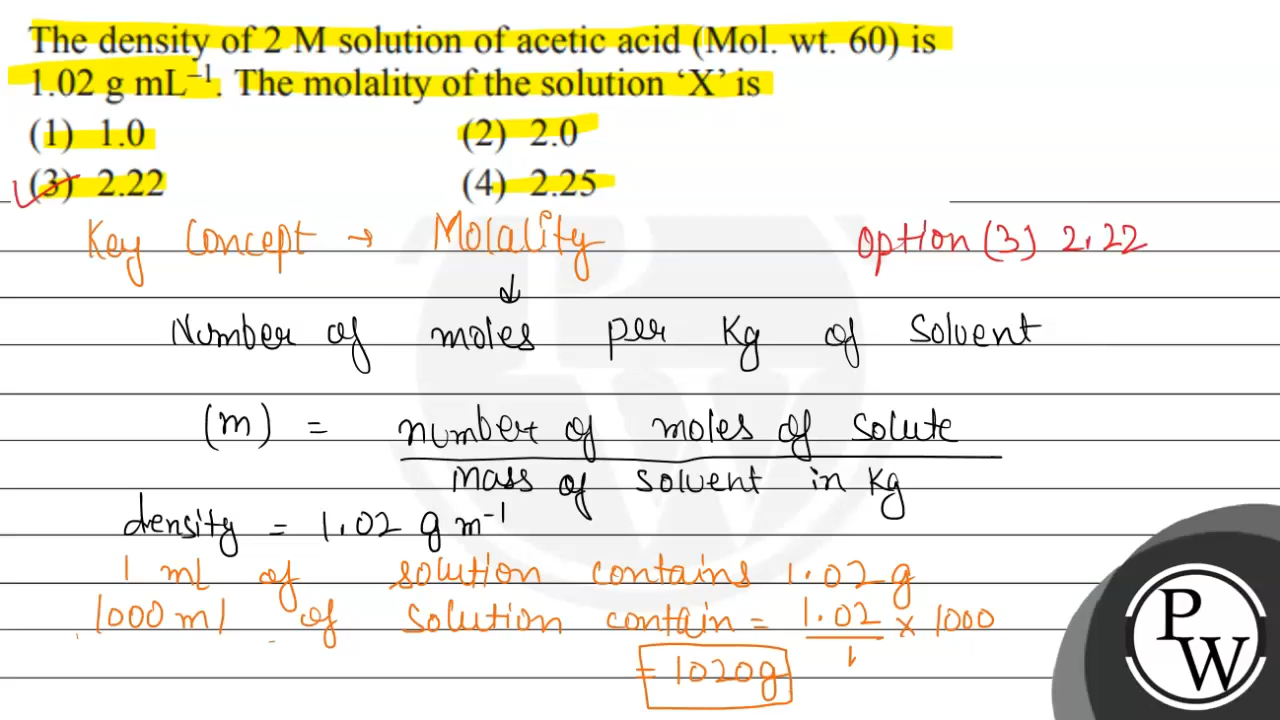 The density of 2 M solution of acetic acid (Mol. wt. 60) is
1.02 g mL⁻¹. The molality of the solution ‘X’ is
(1) 1.0 (2) 2.0
(3) 2.22 (4) 2.25
Key Concept → Molality
Option (3) 2.22
↓
Number of moles per Kg of Solvent
(m) = number of moles of solute
mass of solvent in Kg
density = 1.02 g m⁻¹
1 ml of solution contains 1.02 g
1000 ml of solution contain = 1.02 × 1000
1
= 1020g
P
W